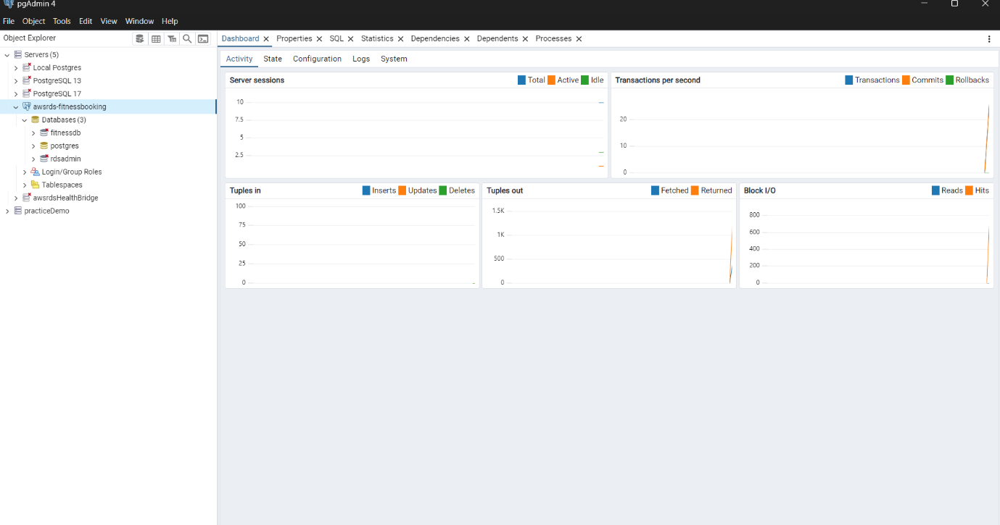 pgAdmin 4
File Object Tools Edit View Window Help
Object Explorer
Dashboard Properties SQL Statistics Dependencies Dependents Processes
Servers (5)
Local Postgres
PostgreSQL 13
PostgreSQL 17
awsrds-fitnessbooking
Databases (3)
fitnessdb
postgres
rdsadmin
Login/Group Roles
Tablespaces
awsrdsHealthBridge
practiceDemo
Activity State Configuration Logs System
Server sessions
Total Active Idle
10
7.5
5
2.5
Transactions per second
Transactions Commits Rollbacks
20
10
0
Tuples in
Inserts Updates Deletes
100
75
50
25
0
Tuples out
Fetched Returned
1.5K
1K
500
0
Block I/O
Reads Hits
800
600
400
200
0